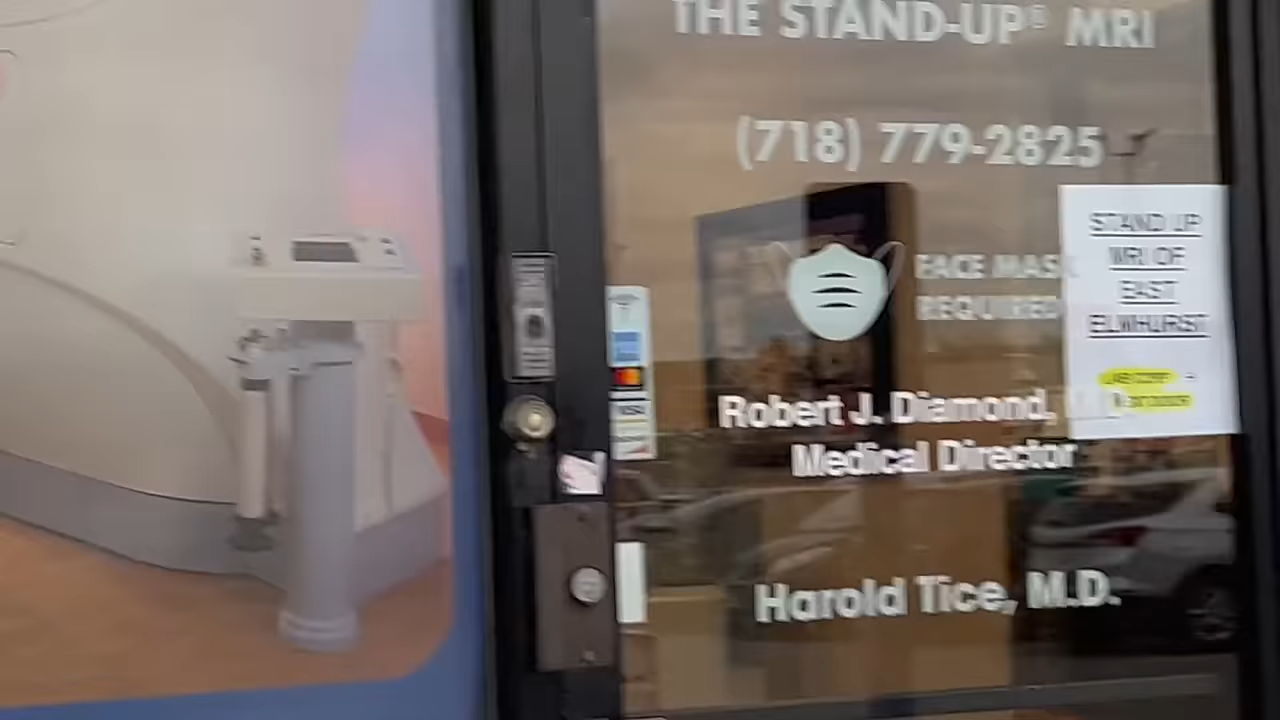 THE STAND-UP® MRI
(718) 779-2825
FACE MASK
REQUIRED
STAND UP
MRI OF
EAST
ELMHURST
Robert J. Diamond,
Medical Director
VISA
Harold Tice, M.D.